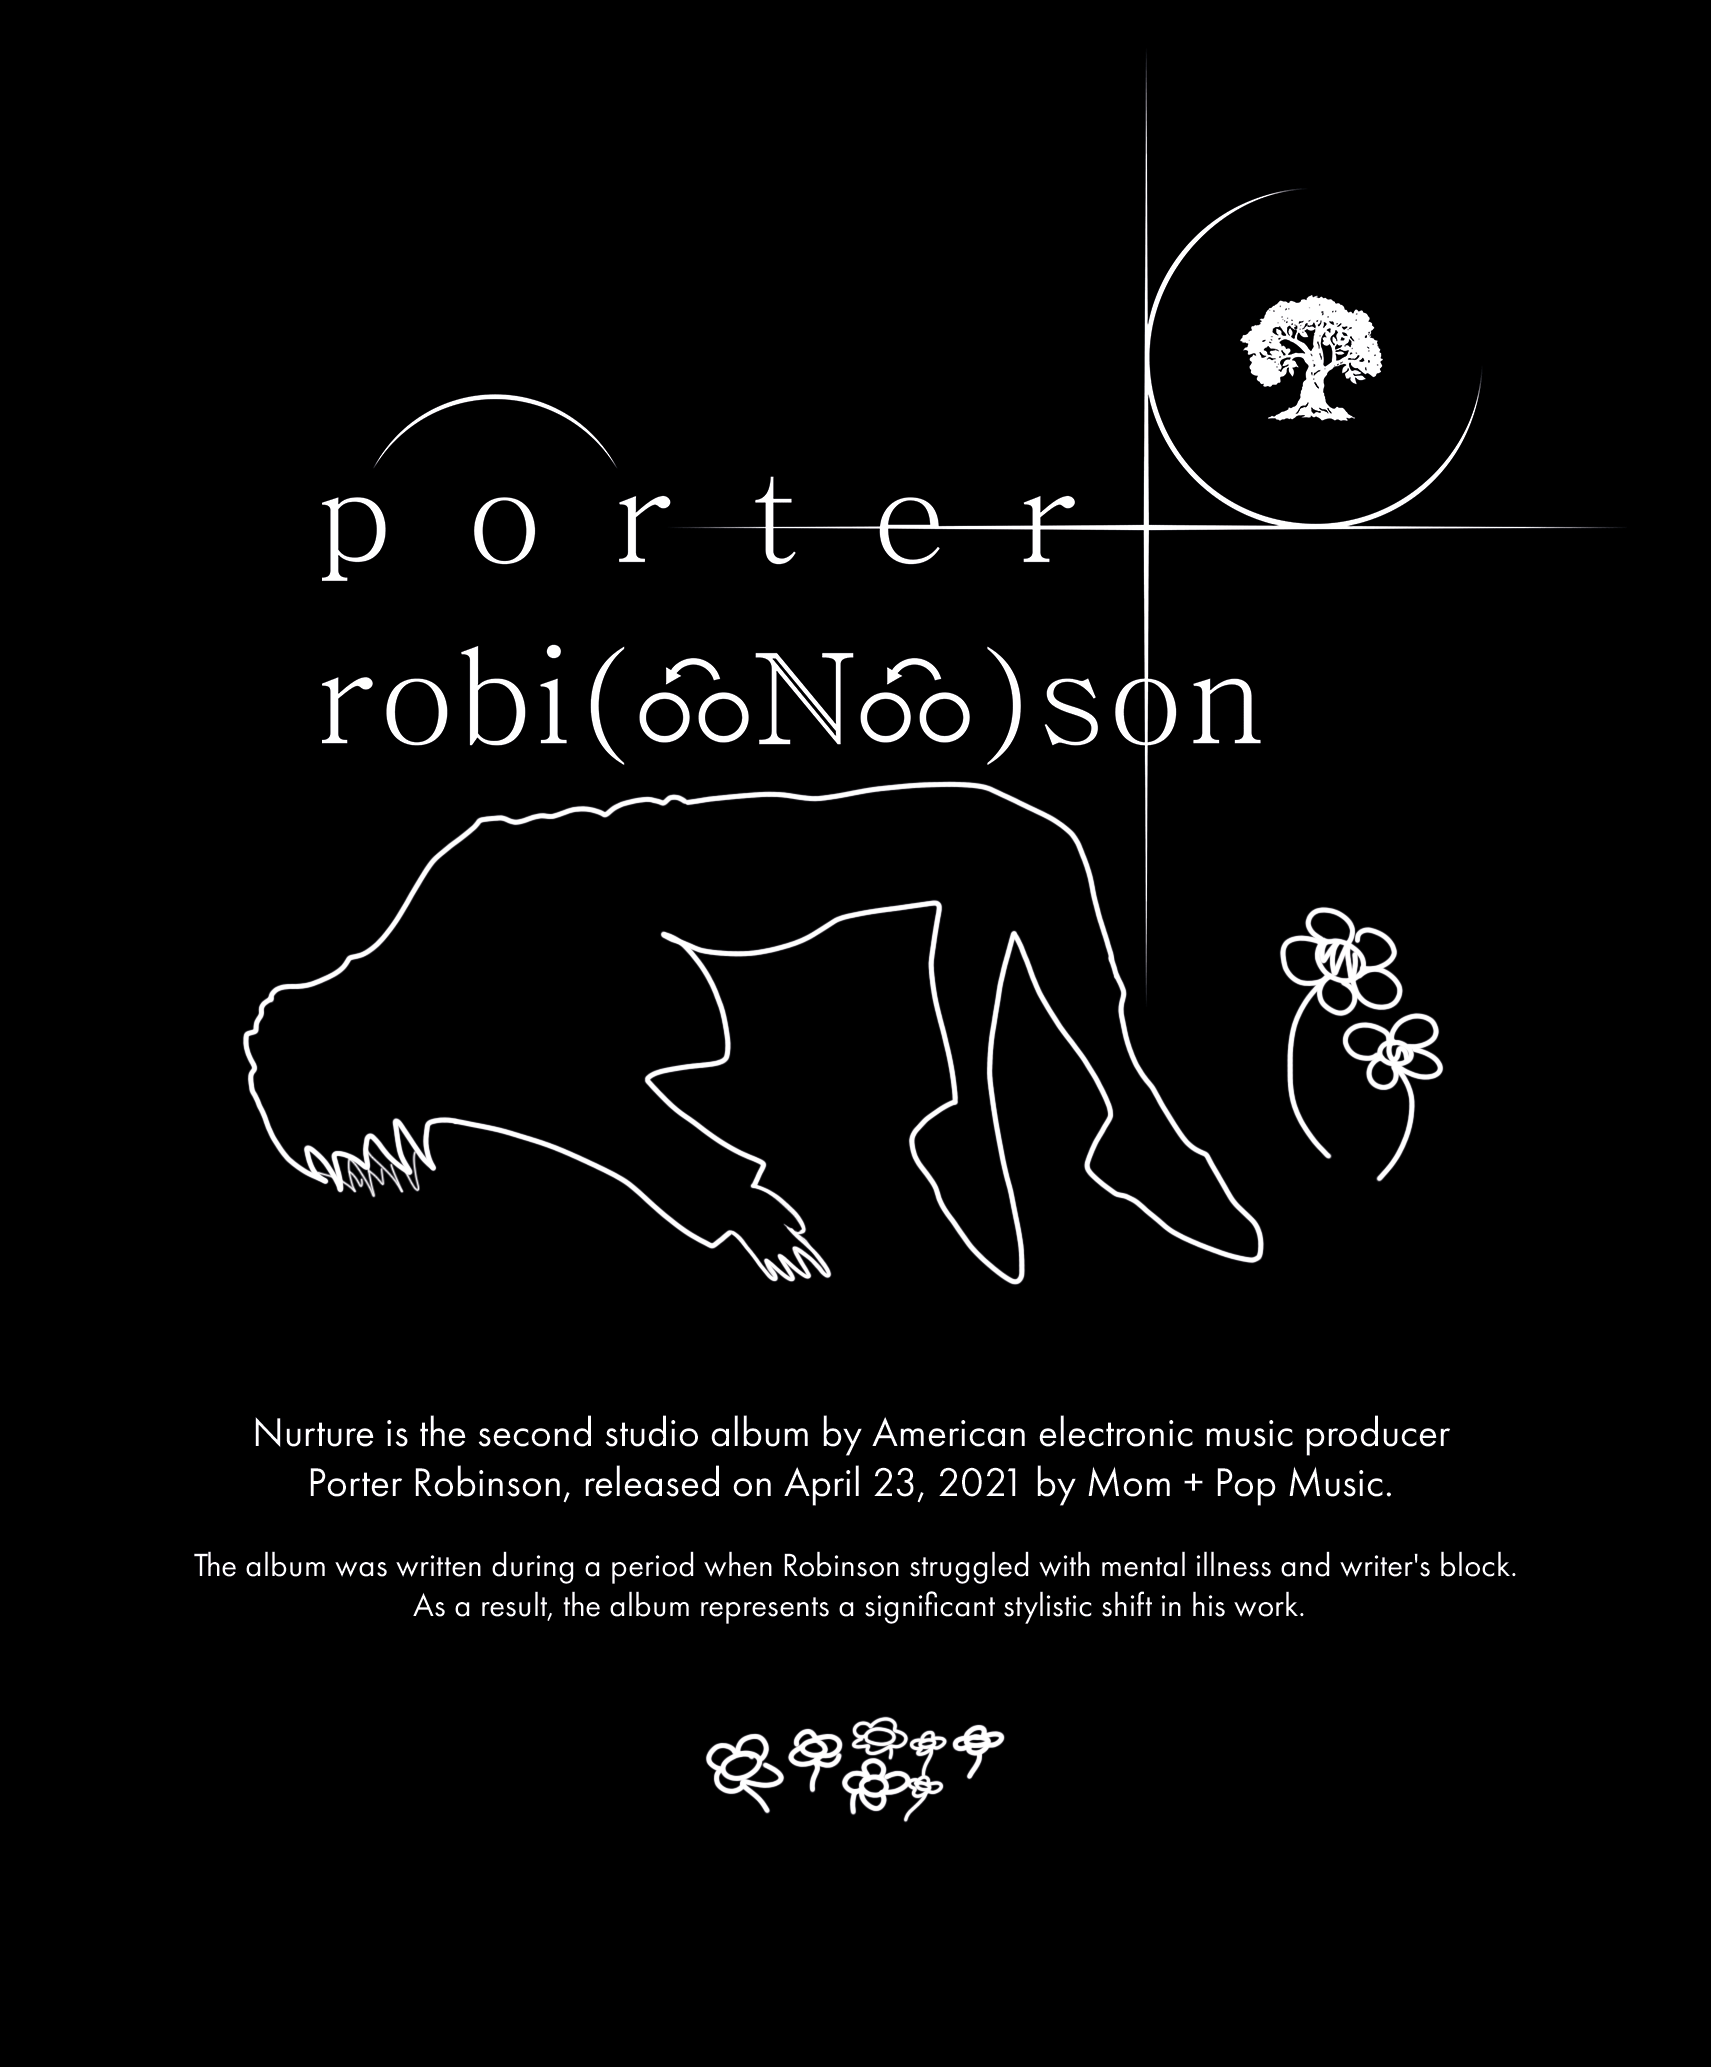 porter
robi(ôoNôo)son
Nurture is the second studio album by American electronic music producer
Porter Robinson, released on April 23, 2021 by Mom + Pop Music.
The album was written during a period when Robinson struggled with mental illness and writer's block.
As a result, the album represents a significant stylistic shift in his work.